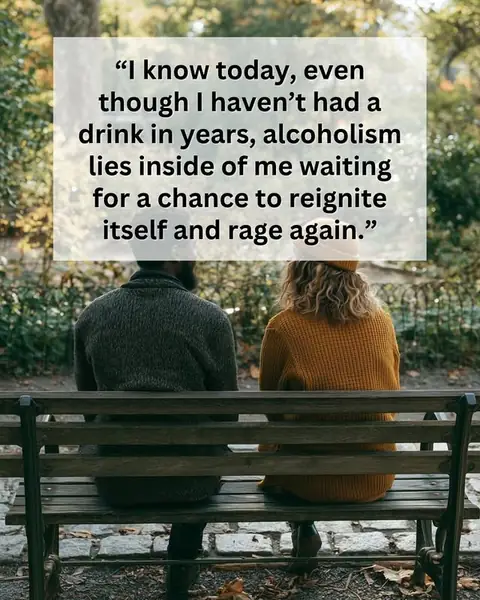 “I know today, even
though I haven’t had a
drink in years, alcoholism
lies inside of me waiting
for a chance to reignite
itself and rage again.”